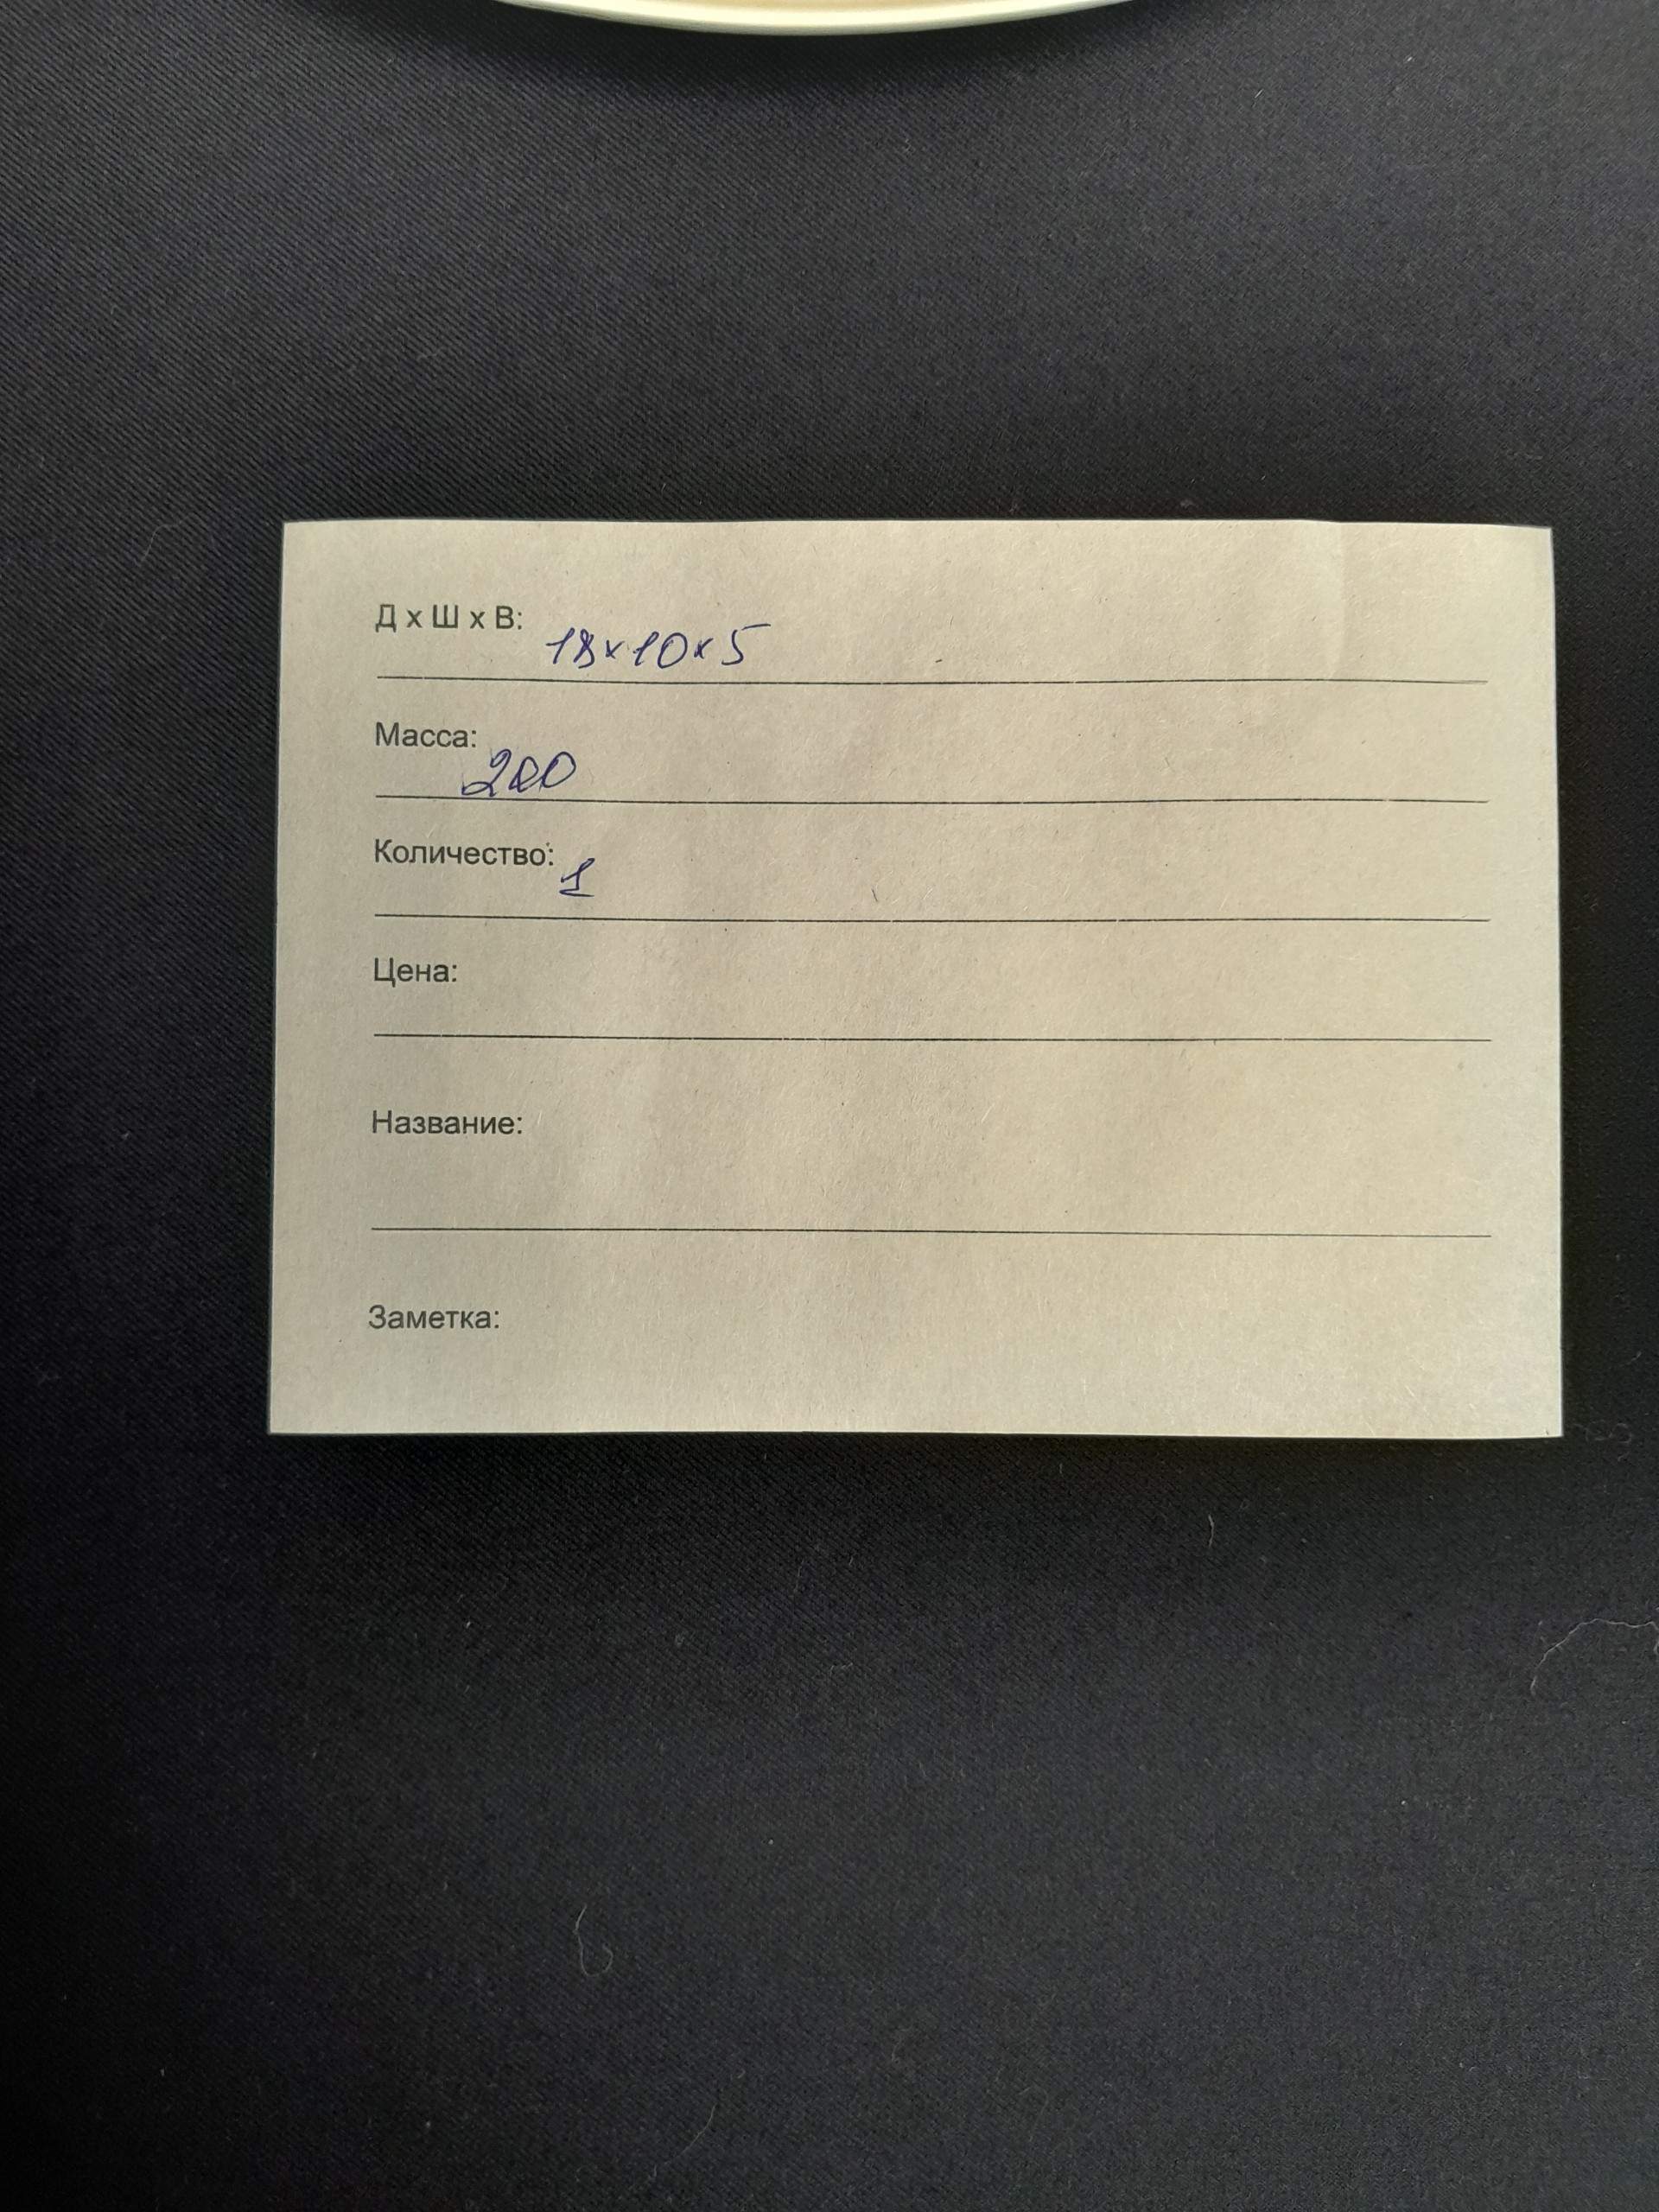 Д х Ш х В: 18х10х5
Масса: 200
Количество: 1
Цена:
Название:
Заметка: